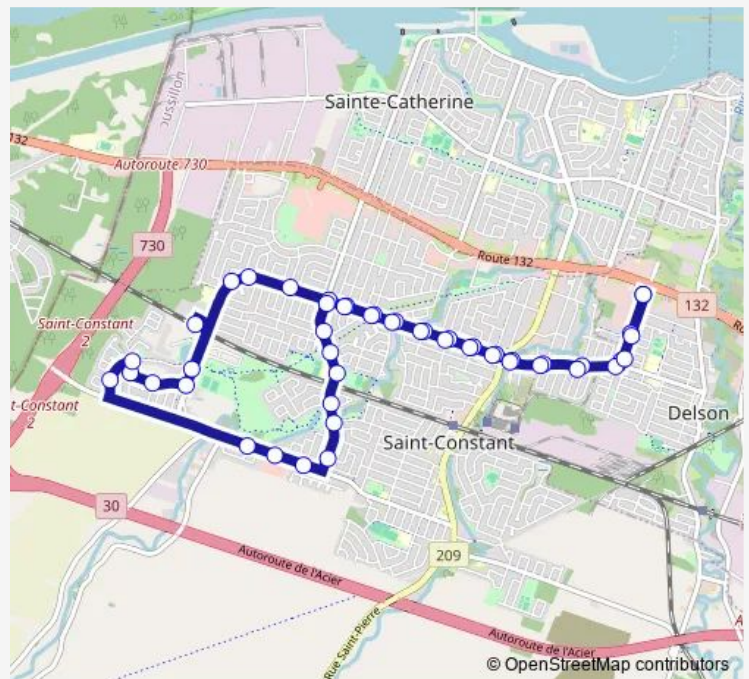 Sainte-Catherine
oussillon
132
Autoroute 730
730
Route 132
132
Saint-Constant
2
t-Constant
2
Delson
Saint-Constant
30
209
Autoroute de l'Acier
Autoroute de l'Acier
Rue Saint-Pierre
© OpenStreetMap contributors